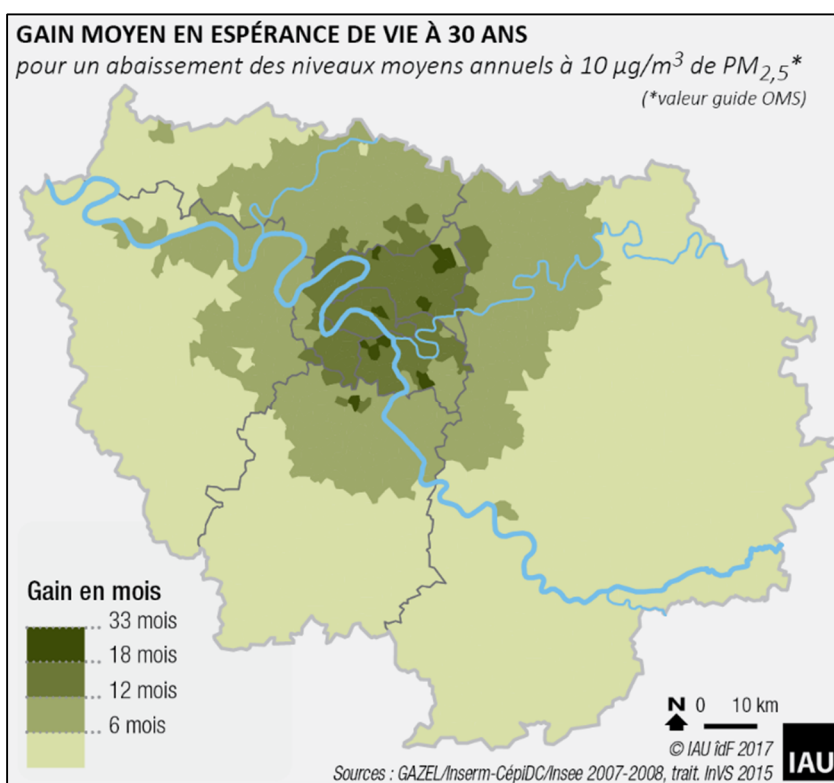 GAIN MOYEN EN ESPÉRANCE DE VIE À 30 ANS
pour un abaissement des niveaux moyens annuels à 10 µg/m³ de PM2,5*
(*valeur guide OMS)
Gain en mois
33 mois
18 mois
12 mois
6 mois
N 0 10 km
© IAU îdF 2017
IAU
Sources : GAZEL/Inserm-CépiDC/Insee 2007-2008, trait. InVS 2015